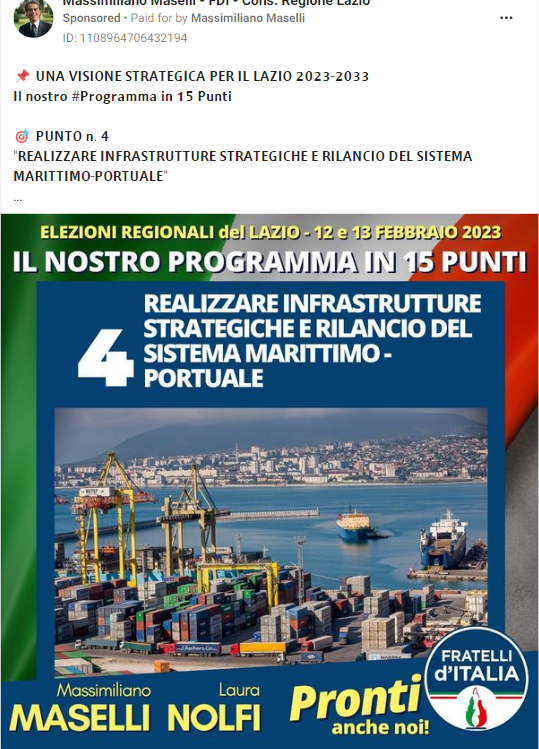 Massimiliano Maselli - FDI - Cons. Regione Lazio
Sponsored • Paid for by Massimiliano Maselli
ID: 1108964706432194
📌 UNA VISIONE STRATEGICA PER IL LAZIO 2023-2033
Il nostro #Programma in 15 Punti
🎯 PUNTO n. 4
"REALIZZARE INFRASTRUTTURE STRATEGICHE E RILANCIO DEL SISTEMA
MARITTIMO-PORTUALE"
...
ELEZIONI REGIONALI del LAZIO - 12 e 13 FEBBRAIO 2023
IL NOSTRO PROGRAMMA IN 15 PUNTI
4
REALIZZARE INFRASTRUTTURE
STRATEGICHE E RILANCIO DEL
SISTEMA MARITTIMO -
PORTUALE
Massimiliano
MASELLI
Laura
NOLFI
Pronti
anche noi!
FRATELLI
d'ITALIA